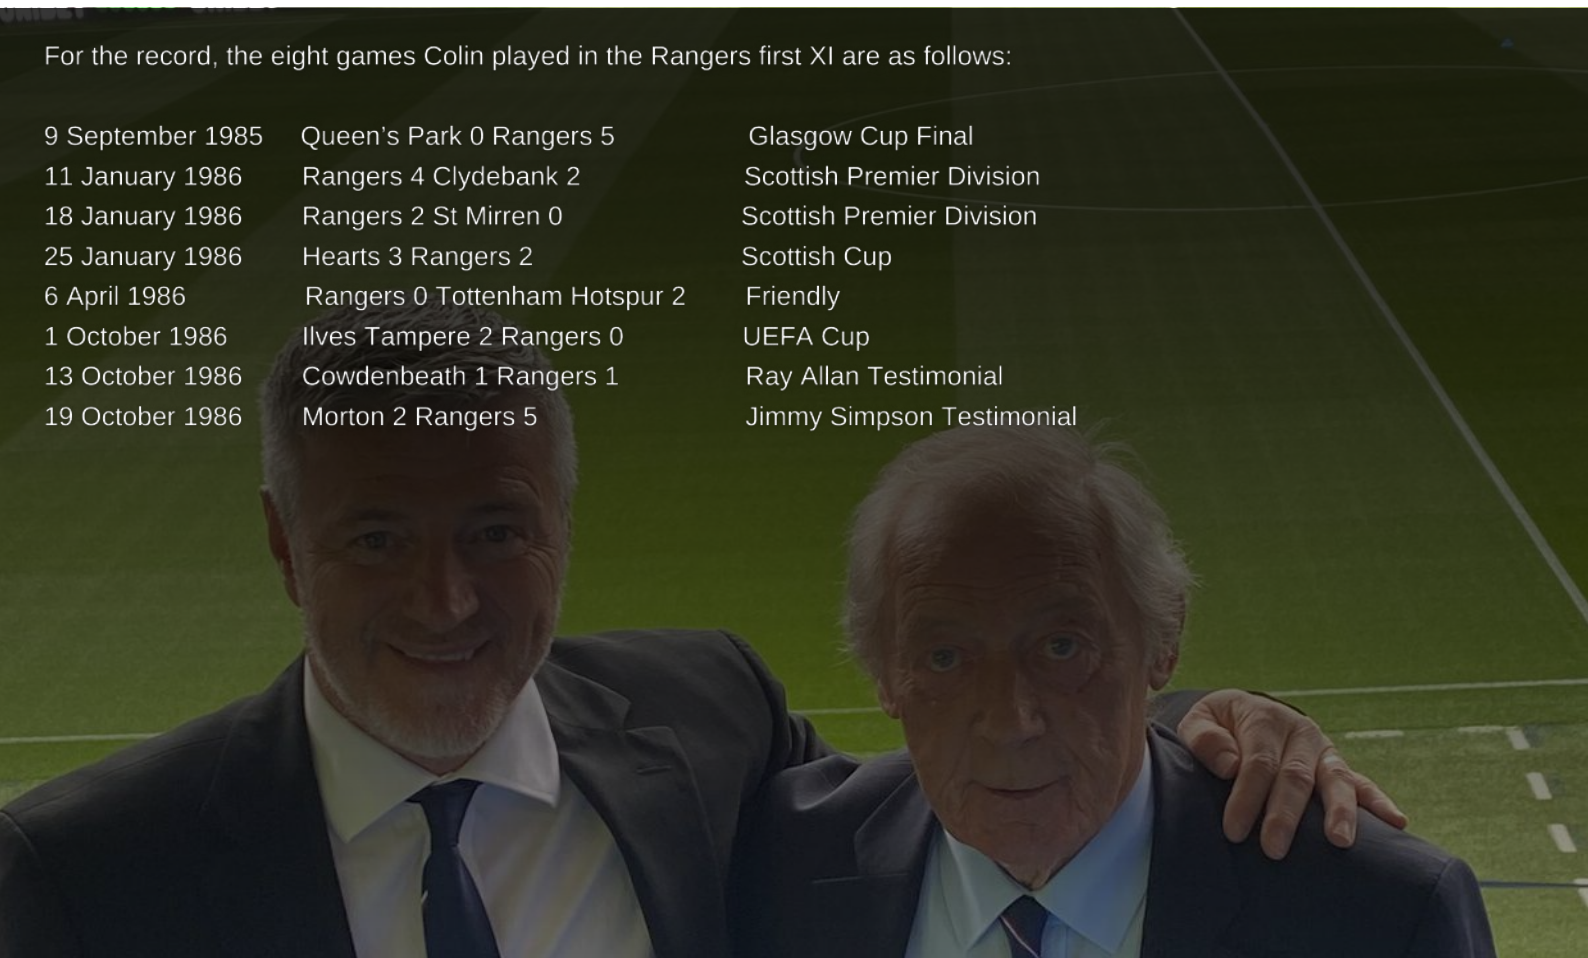 For the record, the eight games Colin played in the Rangers first XI are as follows:
9 September 1985 Queen’s Park 0 Rangers 5 Glasgow Cup Final
11 January 1986 Rangers 4 Clydebank 2 Scottish Premier Division
18 January 1986 Rangers 2 St Mirren 0 Scottish Premier Division
25 January 1986 Hearts 3 Rangers 2 Scottish Cup
6 April 1986 Rangers 0 Tottenham Hotspur 2 Friendly
1 October 1986 Ilves Tampere 2 Rangers 0 UEFA Cup
13 October 1986 Cowdenbeath 1 Rangers 1 Ray Allan Testimonial
19 October 1986 Morton 2 Rangers 5 Jimmy Simpson Testimonial